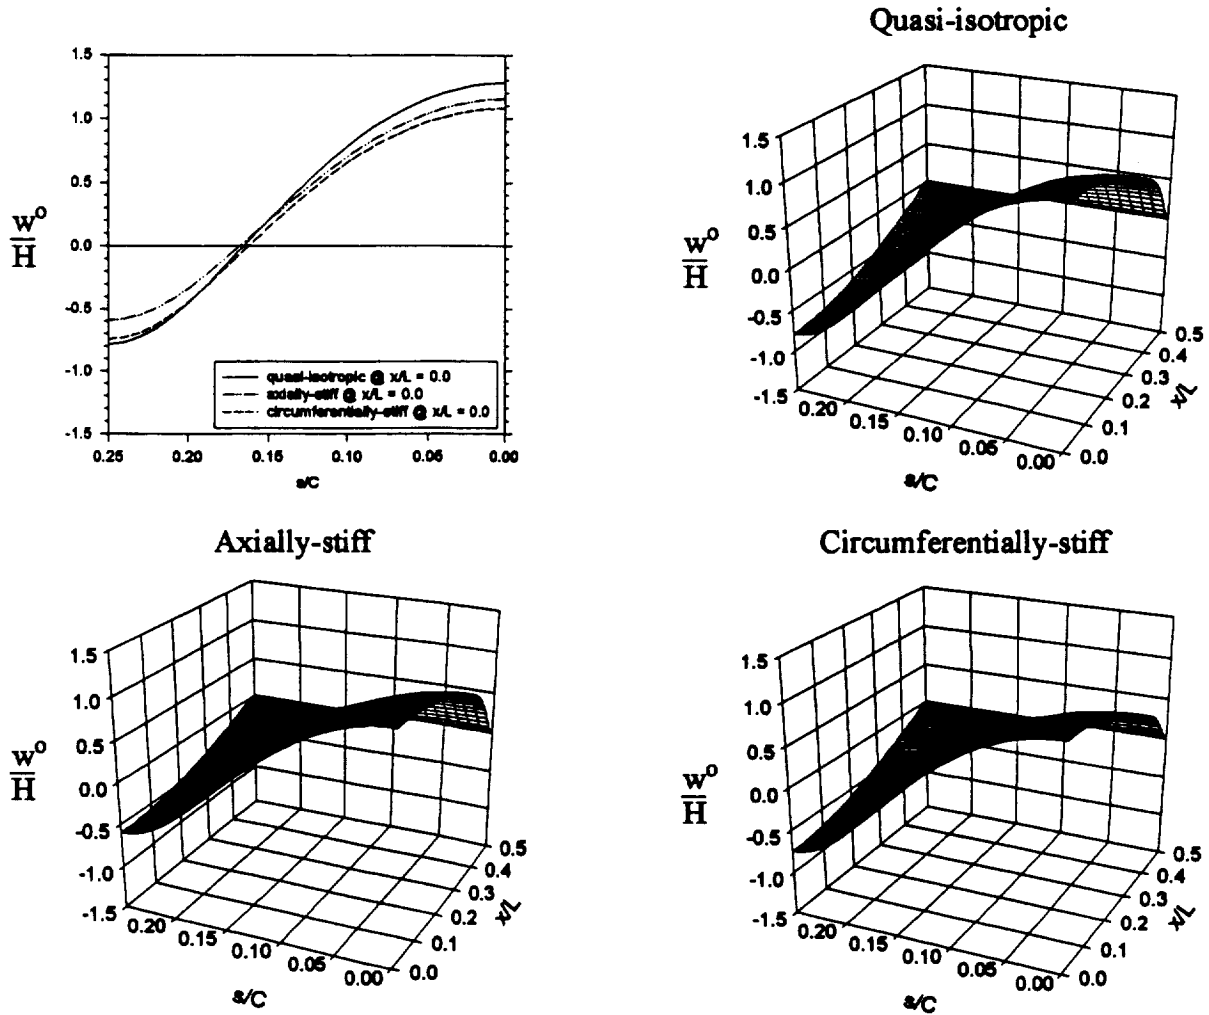 Quasi-isotropic
1.5
1.0
0.5
0.0
-0.5
-1.0
-1.5
w° / H
quasi-isotropic @ x/L = 0.0
axially-stiff @ x/L = 0.0
circumferentially-stiff @ x/L = 0.0
0.25 0.20 0.15 0.10 0.05 0.00
s/C
1.5
1.0
0.5
0.0
-0.5
-1.0
-1.5
w° / H
0.20 0.15 0.10 0.05 0.00
s/C
0.0 0.1 0.2 0.3 0.4 0.5
x/L
Axially-stiff
1.5
1.0
0.5
0.0
-0.5
-1.0
-1.5
w° / H
0.20 0.15 0.10 0.05 0.00
s/C
0.0 0.1 0.2 0.3 0.4 0.5
x/L
Circumferentially-stiff
1.5
1.0
0.5
0.0
-0.5
-1.0
-1.5
w° / H
0.20 0.15 0.10 0.05 0.00
s/C
0.0 0.1 0.2 0.3 0.4 0.5
x/L